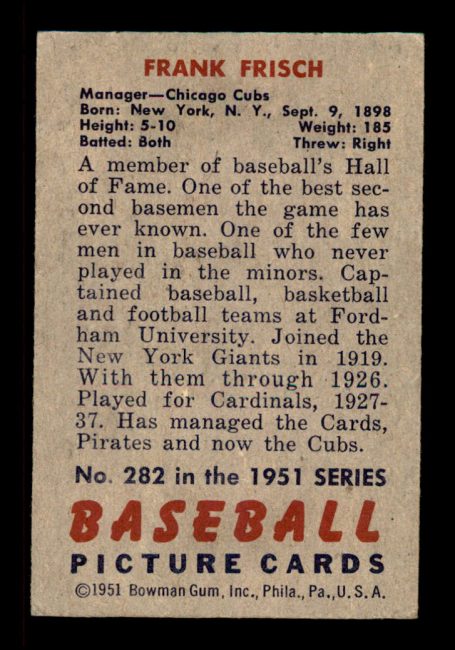 FRANK FRISCH
Manager—Chicago Cubs
Born: New York, N. Y., Sept. 9, 1898
Height: 5-10 Weight: 185
Batted: Both Threw: Right
A member of baseball's Hall
of Fame. One of the best sec-
ond basemen the game has
ever known. One of the few
men in baseball who never
played in the minors. Cap-
tained baseball, basketball
and football teams at Ford-
ham University. Joined the
New York Giants in 1919.
With them through 1926.
Played for Cardinals, 1927-
37. Has managed the Cards,
Pirates and now the Cubs.
No. 282 in the 1951 SERIES
BASEBALL
PICTURE CARDS
©1951 Bowman Gum, Inc., Phila., Pa., U.S.A.